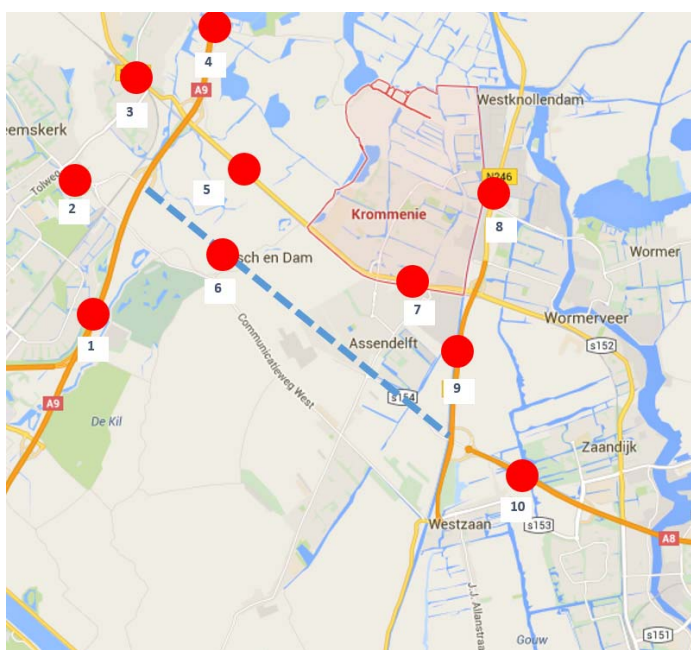 4
A9
3
Westknollendam
eemskerk
Tolweg
5
2
N246
Krommenie
8
sch en Dam
Wormer
6
7
Wormerveer
1
Assendelft
s152
Communicatieweg West
9
A9
s154
De Kil
Zaandijk
10
Westzaan
s153
A8
J.J. Allanstraa
Gouw
s151